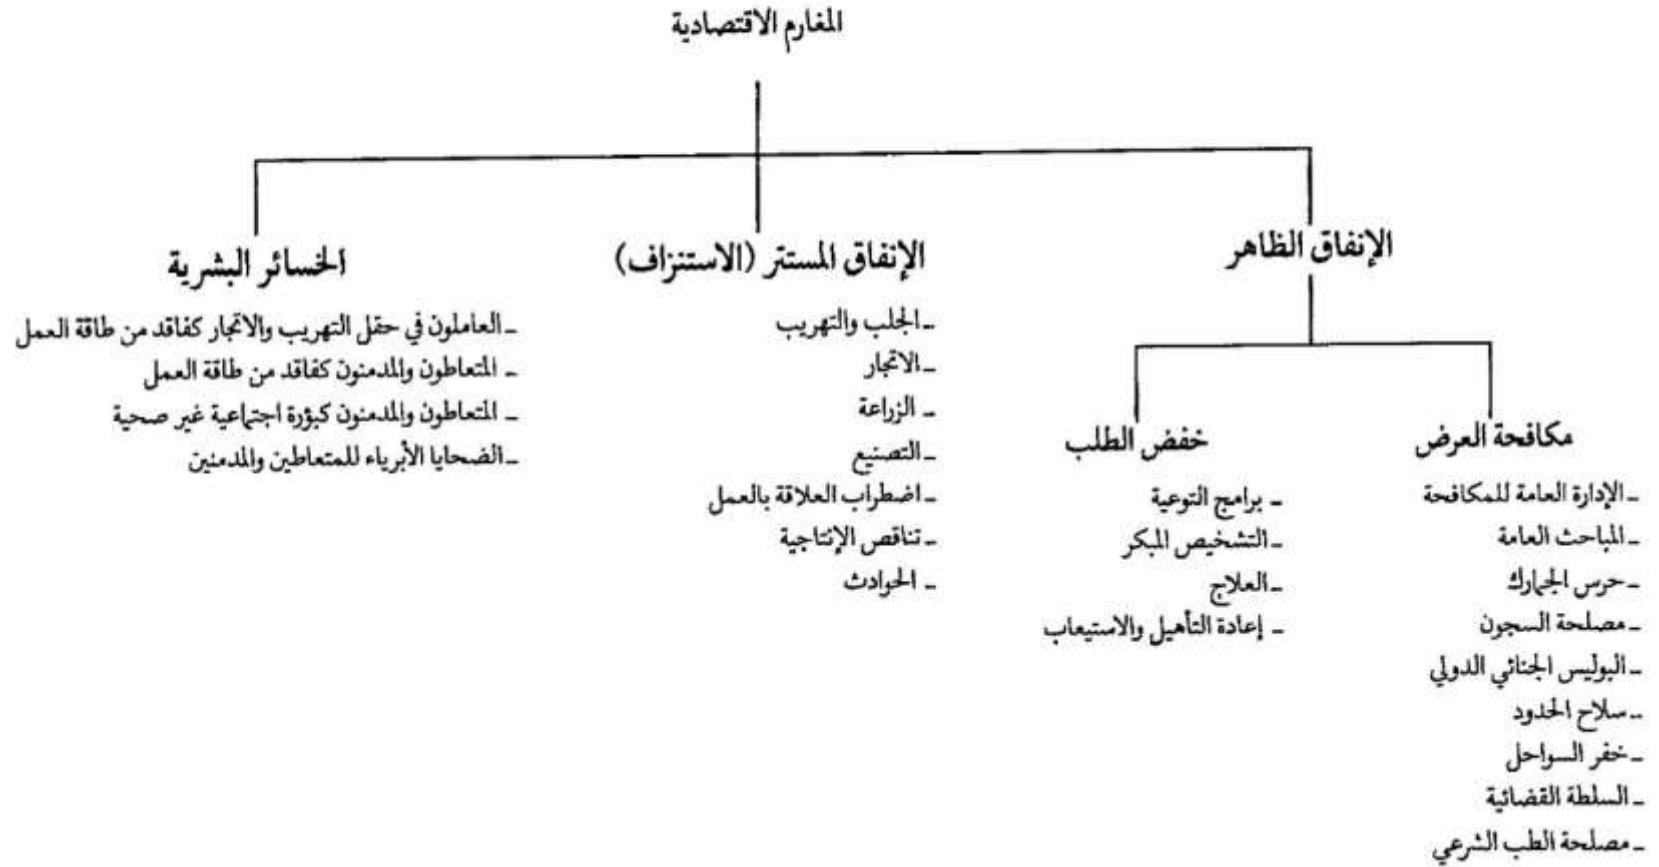 المغارم الاقتصادية
الإنفاق الظاهر
مكافحة العرض
ـ الإدارة العامة للمكافحة
ـ المباحث العامة
ـ حرس الجمارك
ـ مصلحة السجون
ـ البوليس الجنائي الدولي
ـ سلاح الحدود
ـ خفر السواحل
ـ السلطة القضائية
ـ مصلحة الطب الشرعي
خفض الطلب
ـ برامج التوعية
ـ التشخيص المبكر
ـ العلاج
ـ إعادة التأهيل والاستيعاب
الإنفاق المستتر (الاستنزاف)
ـ الجلب والتهريب
ـ الاتجار
ـ الزراعة
ـ التصنيع
ـ اضطراب العلاقة بالعمل
ـ تناقص الإنتاجية
ـ الحوادث
الخسائر البشرية
ـ العاملون في حقل التهريب والاتجار كفاقد من طاقة العمل
ـ المتعاطون والمدمنون كفاقد من طاقة العمل
ـ المتعاطون والمدمنون كبؤرة اجتماعية غير صحية
ـ الضحايا الأبرياء للمتعاطين والمدمنين